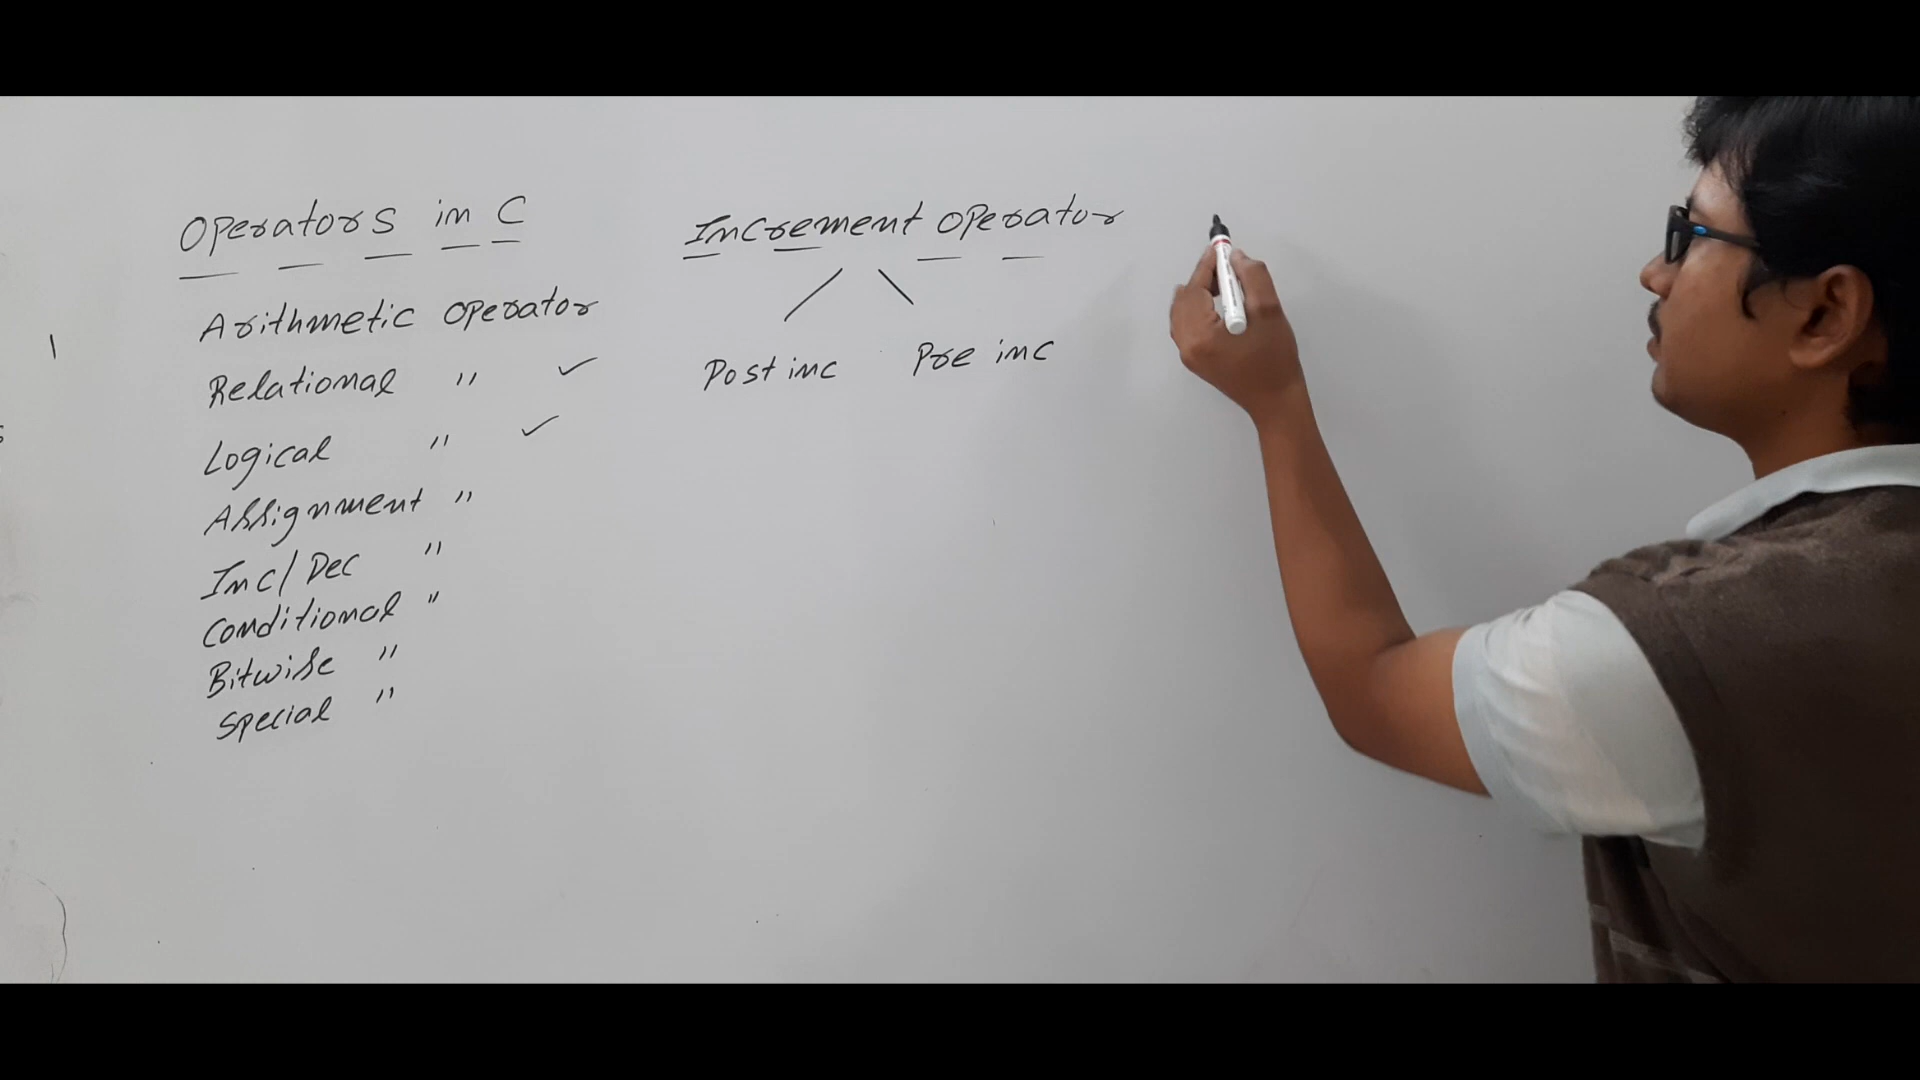 Operators in C
Arithmetic Operator
Relational " ✓
Logical " ✓
Assignment "
Inc/Dec "
Conditional "
Bitwise "
Special "
Increment Operator
Post inc Pre inc